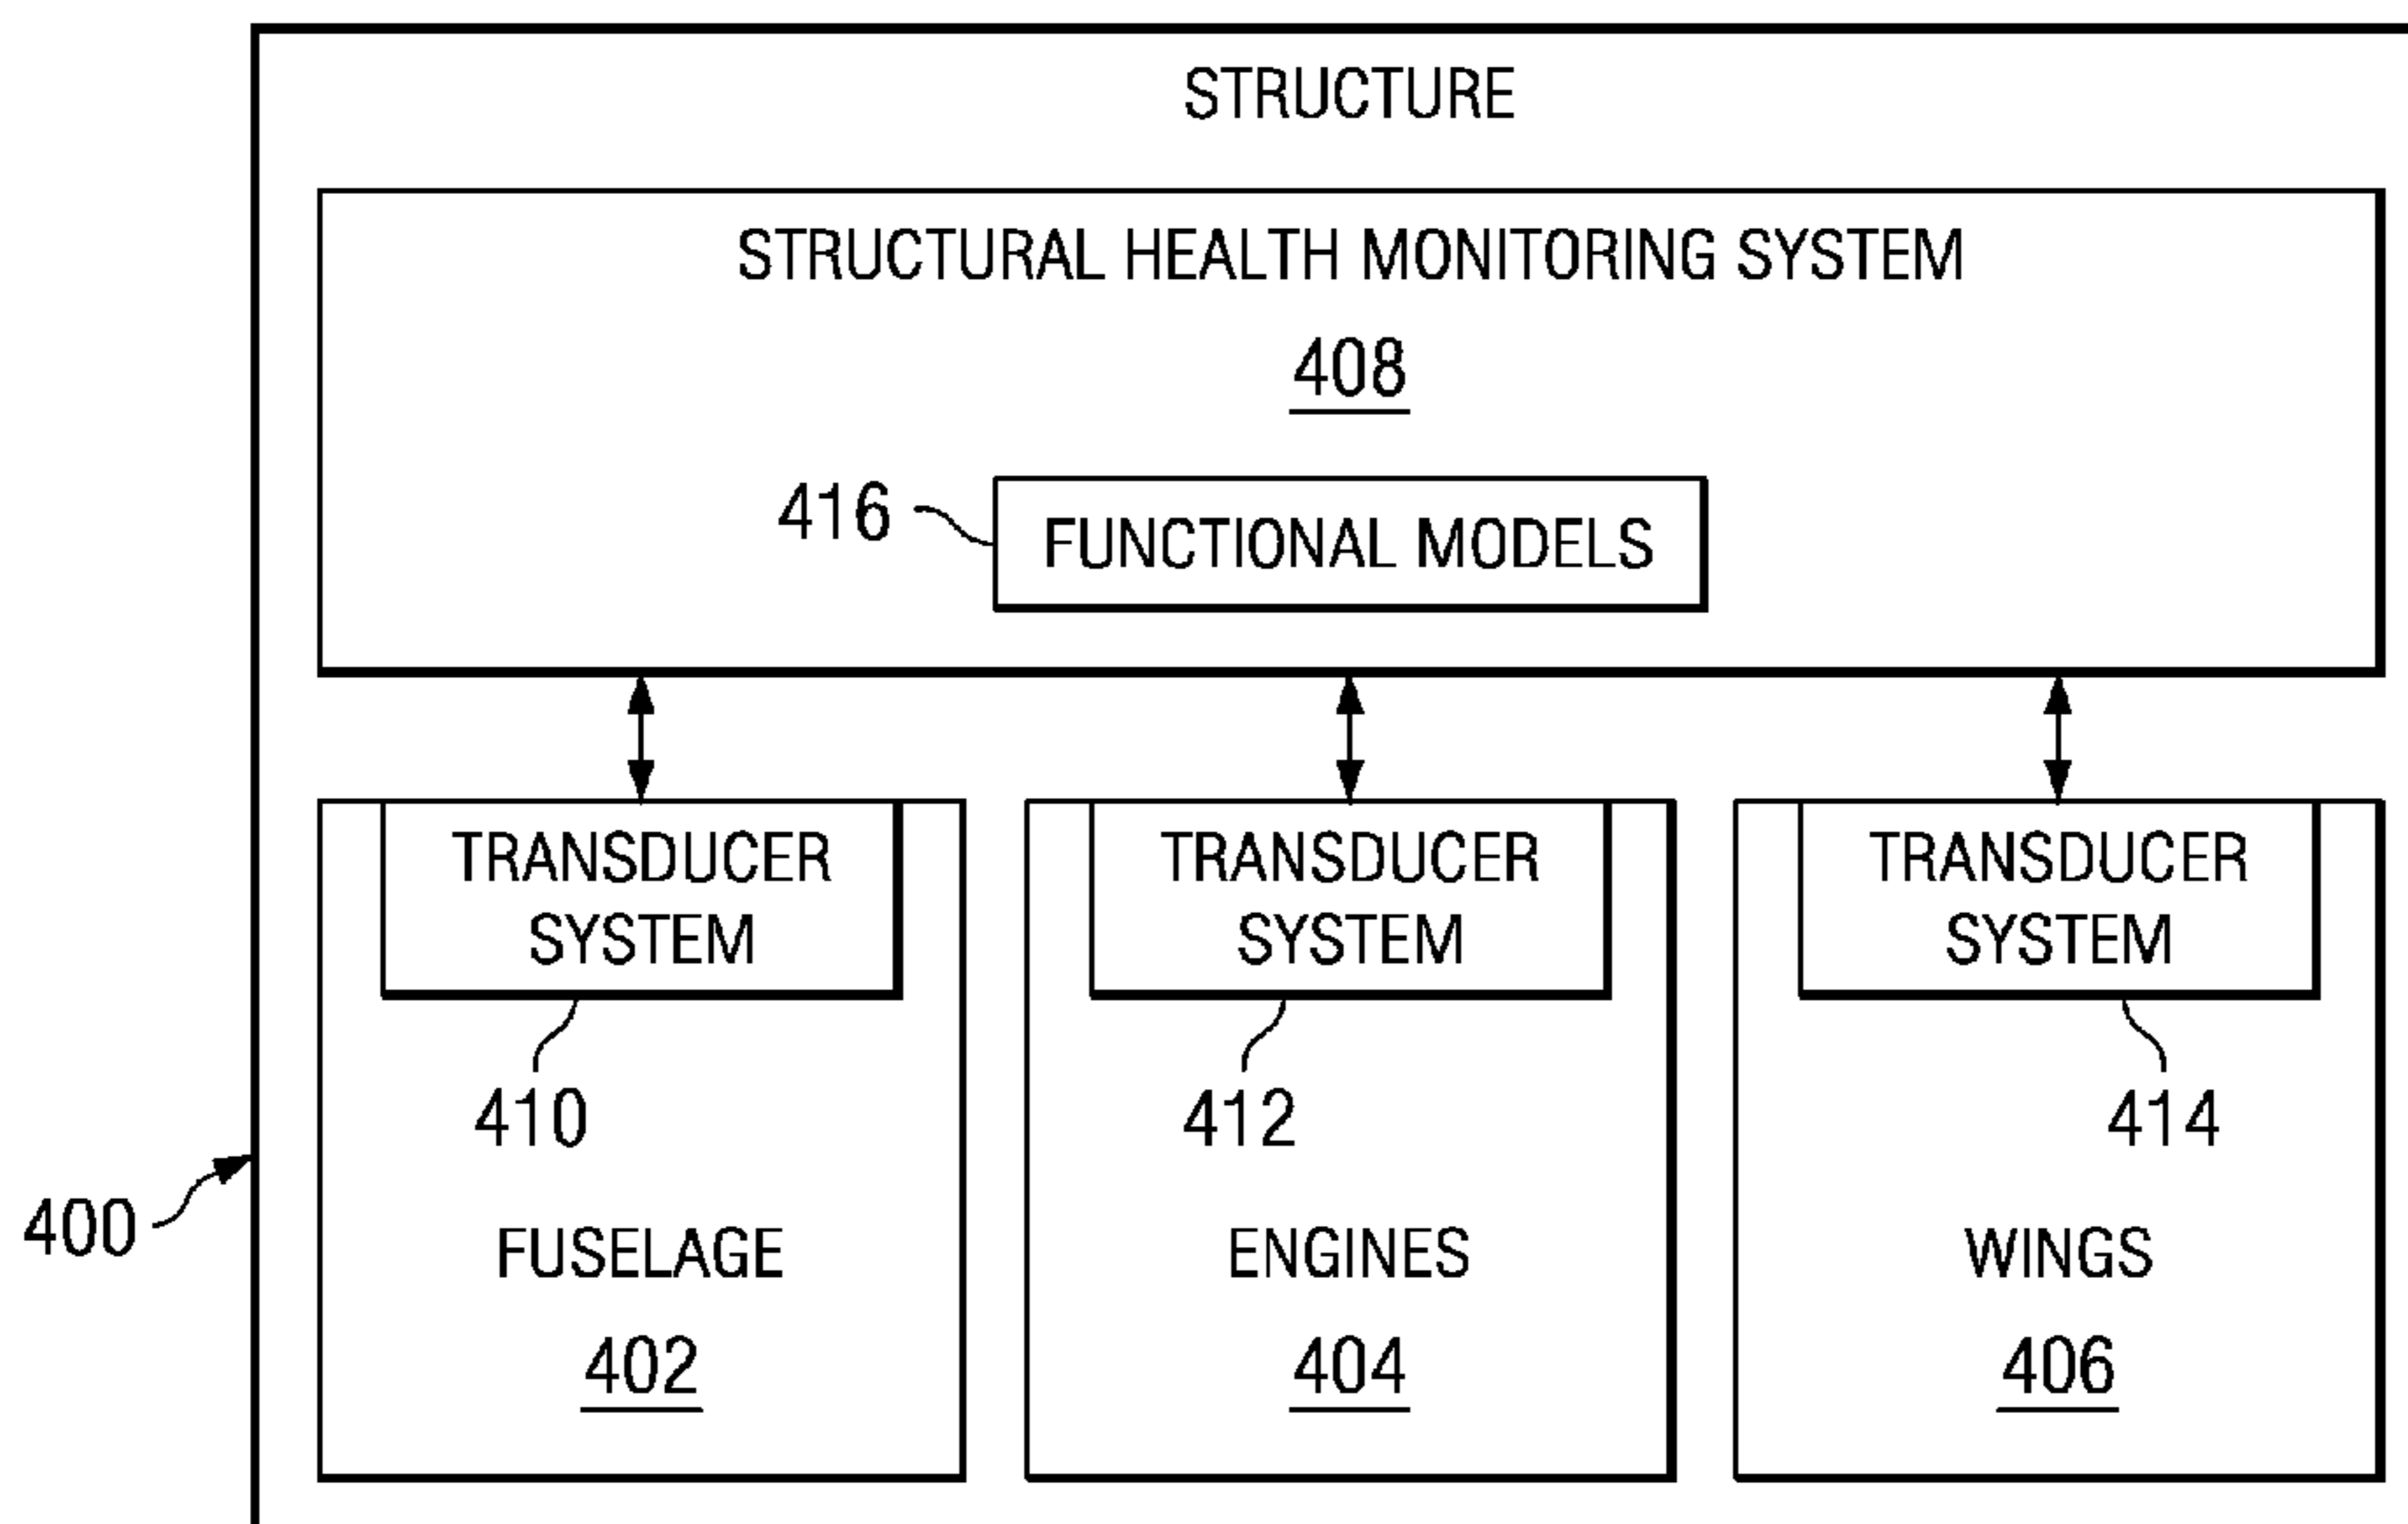 STRUCTURE
STRUCTURAL HEALTH MONITORING SYSTEM
408
416
FUNCTIONAL MODELS
TRANSDUCER
SYSTEM
410
FUSELAGE
402
TRANSDUCER
SYSTEM
412
ENGINES
404
TRANSDUCER
SYSTEM
414
WINGS
406
400